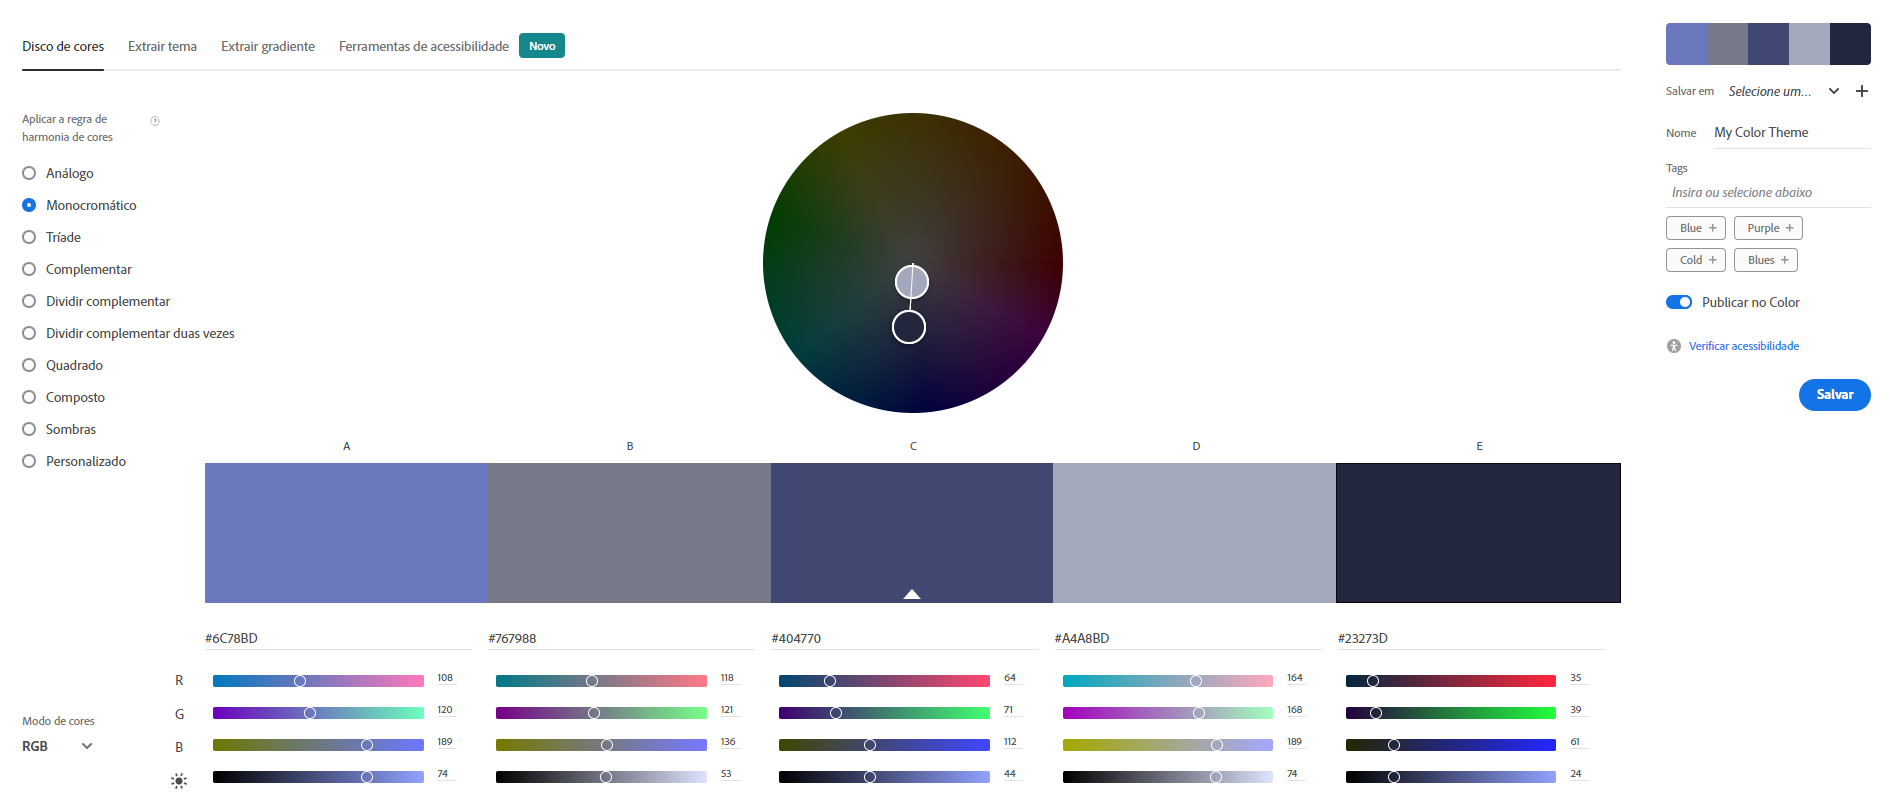 Disco de cores
Extrair tema
Extrair gradiente
Ferramentas de acessibilidade
Novo
Aplicar a regra de
harmonia de cores
Análogo
Monocromático
Tríade
Complementar
Dividir complementar
Dividir complementar duas vezes
Quadrado
Composto
Sombras
Personalizado
A B C D E
#6C78BD #767988 #404770 #A4A8BD #23273D
R 108 118 64 164 35
G 120 121 71 168 39
B 189 136 112 189 61
74 53 44 74 24
Modo de cores
RGB
Salvar em Selecione um...
Nome My Color Theme
Tags
Insira ou selecione abaixo
Blue + Purple +
Cold + Blues +
Publicar no Color
Verificar acessibilidade
Salvar